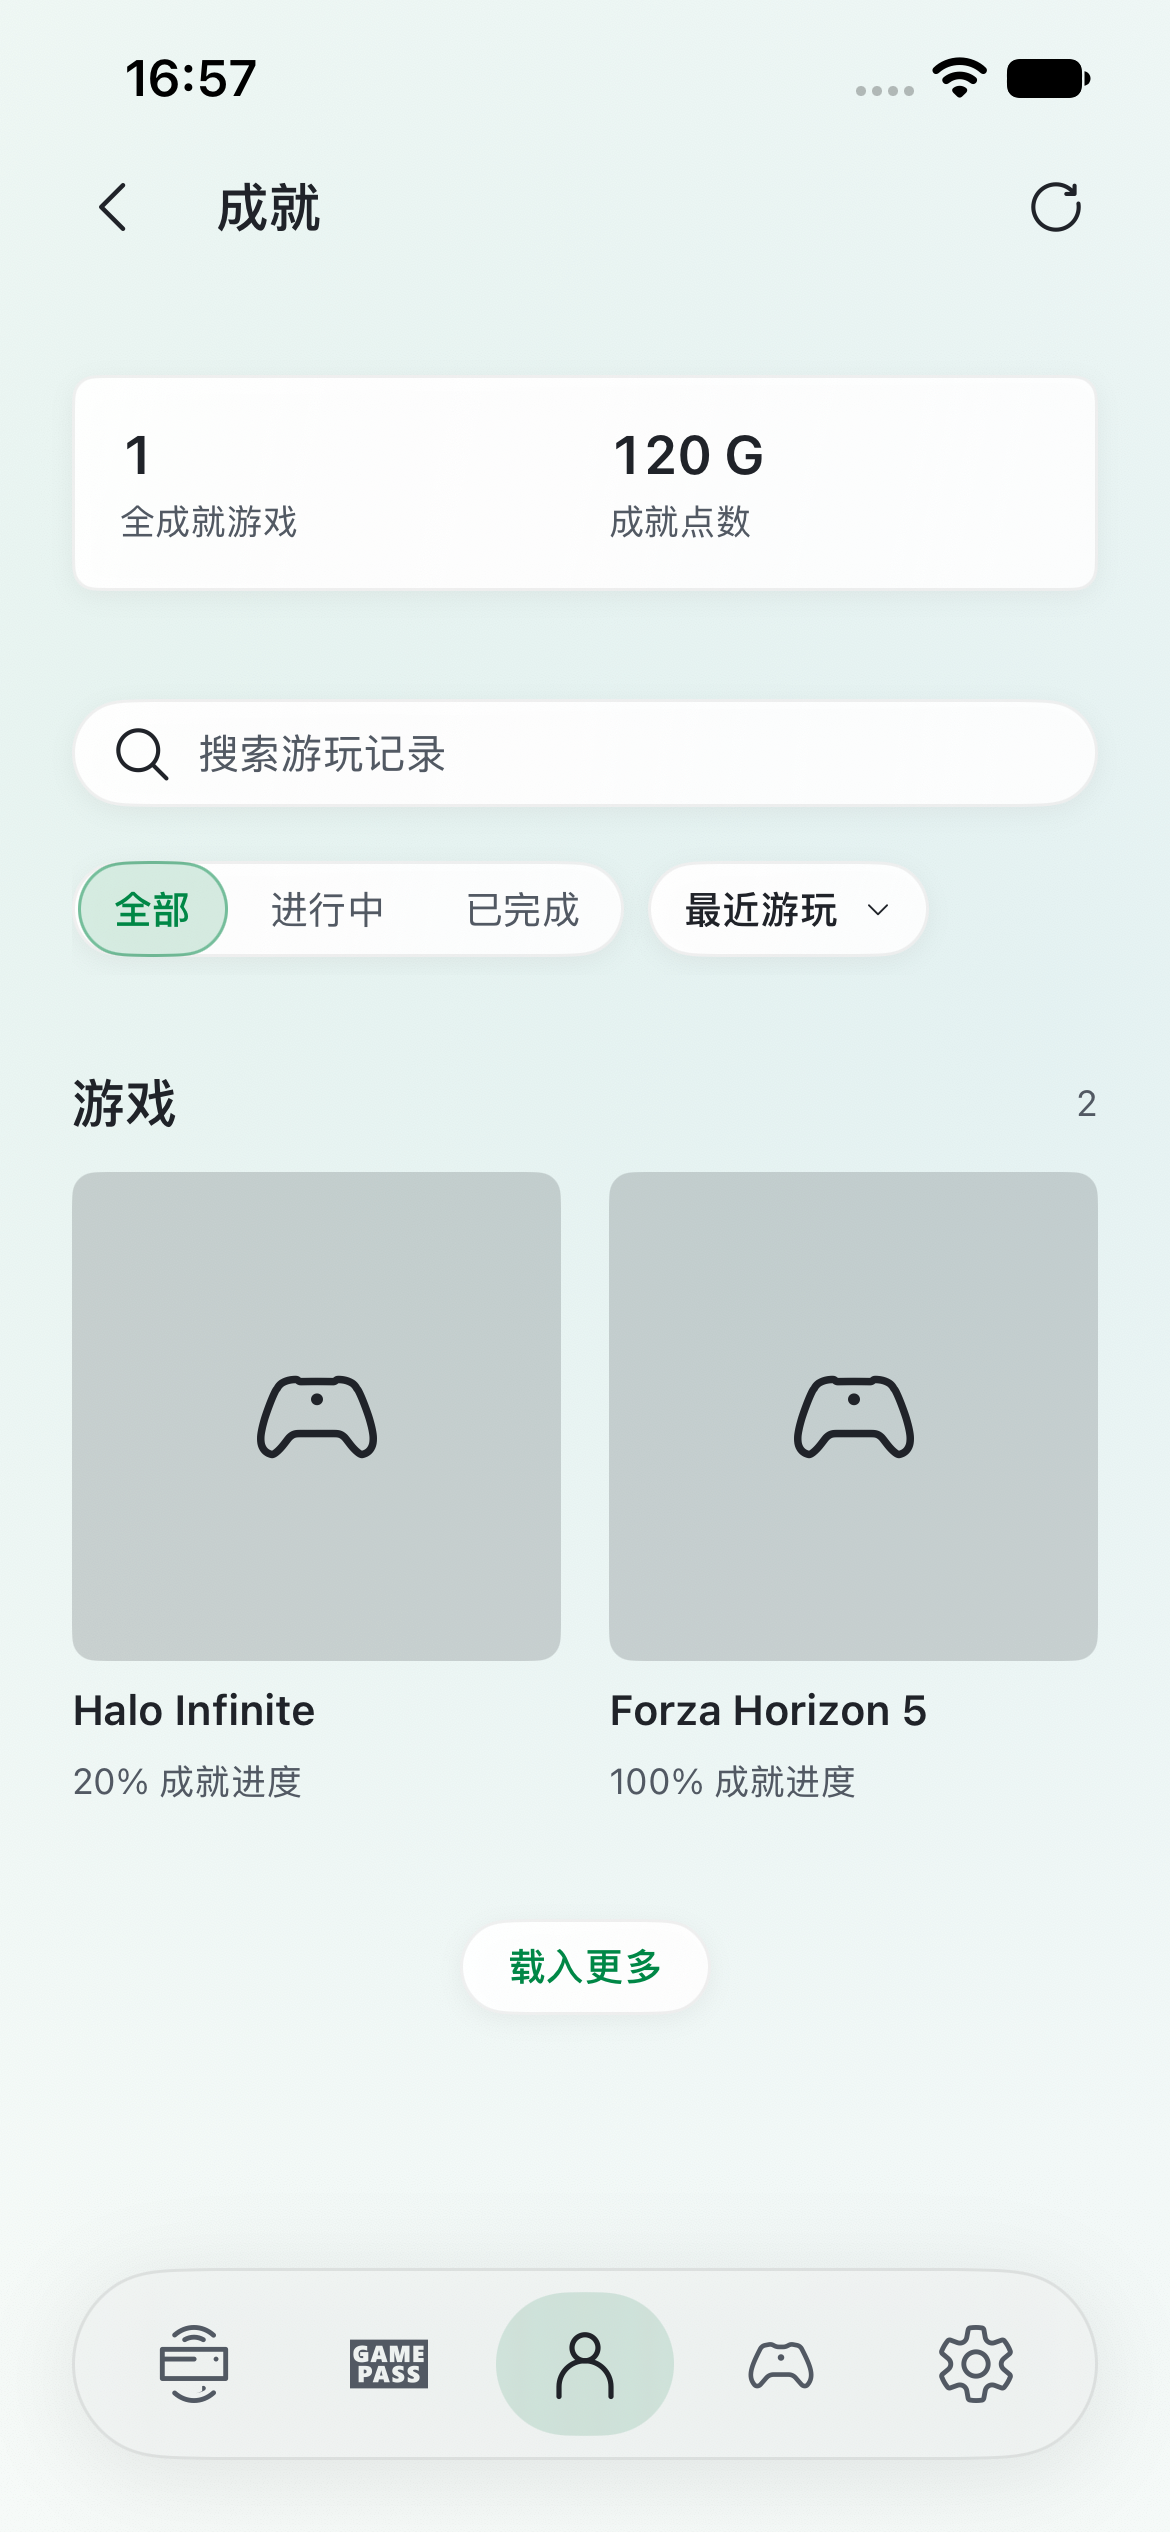 16:57
成就
1
全成就游戏
120 G
成就点数
搜索游玩记录
全部 进行中 已完成 最近游玩
游戏
2
Halo Infinite
20% 成就进度
Forza Horizon 5
100% 成就进度
载入更多
GAME
PASS